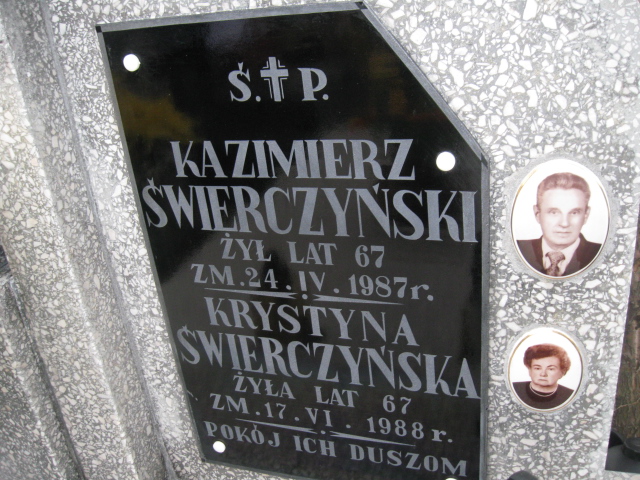 Ś.✝P.
KAZIMIERZ
ŚWIERCZYŃSKI
ŻYŁ LAT 67
ZM.24.IV.1987r.
KRYSTYNA
ŚWIERCZYŃSKA
ŻYŁA LAT 67
ZM.17.VI.1988r.
POKÓJ ICH DUSZOM